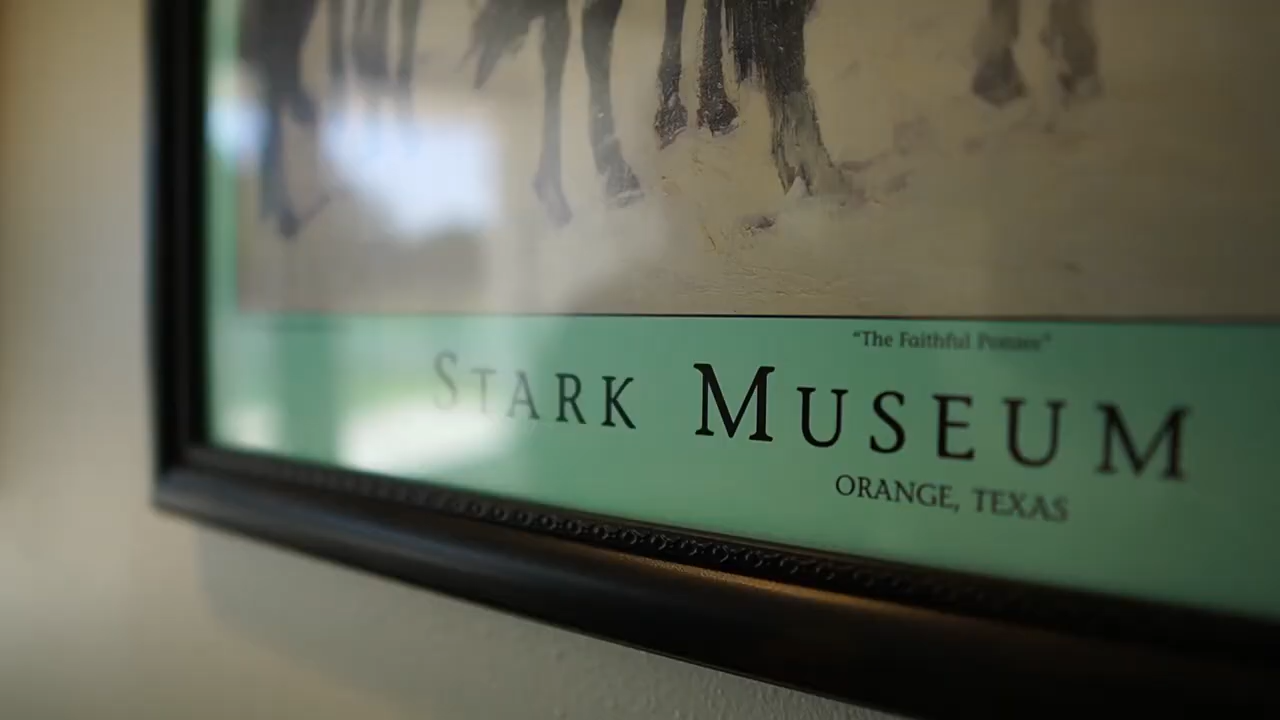 "The Faithful Ponies"
STARK MUSEUM
ORANGE, TEXAS